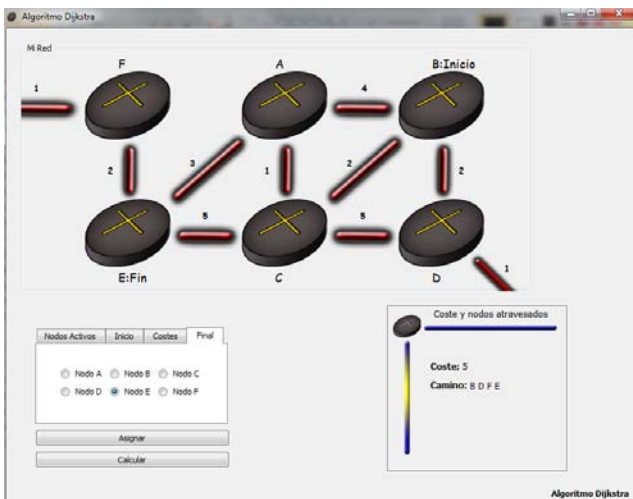 Algoritmo Dijkstra
Mi Red
F A B:Inicio
1 4
2 3 1 2 2
5 5
E:Fin C D
1
Nodos Activos Inicio Costes Final
Nodo A Nodo B Nodo C
Nodo D Nodo E Nodo F
Asignar
Calcular
Coste y nodos atravesados
Coste: 5
Camino: B D F E
Algoritmo Dijkstra